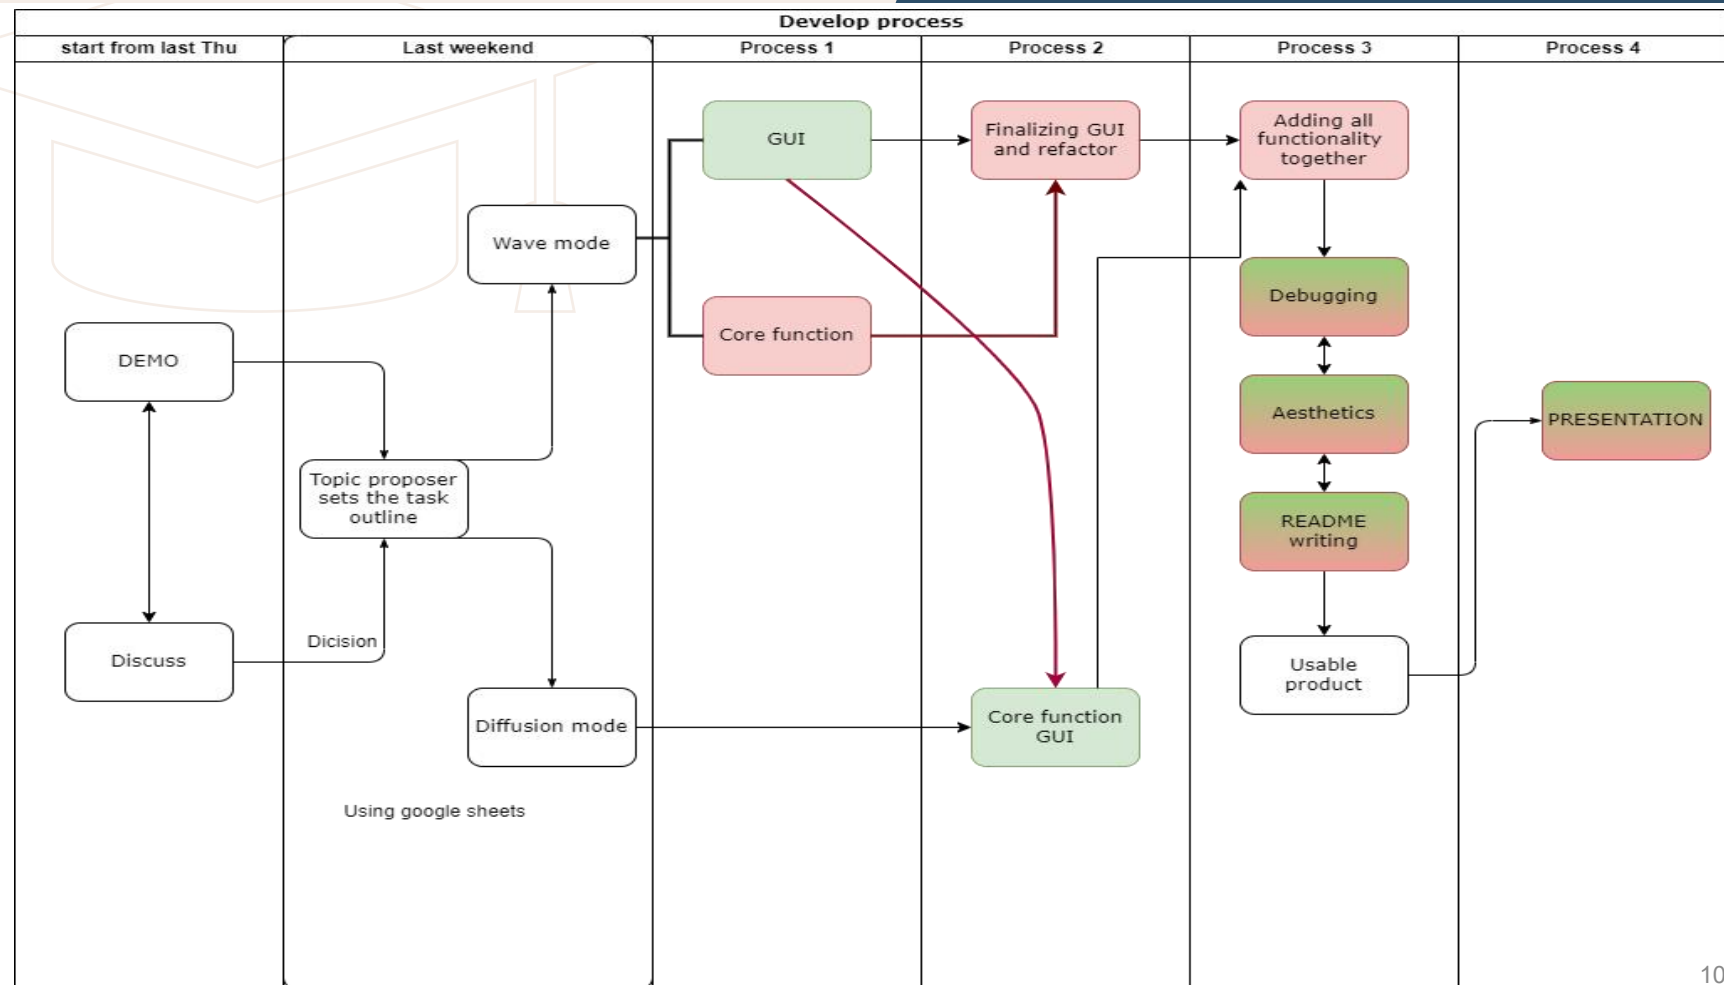 Develop process
start from last Thu
Last weekend
Process 1
Process 2
Process 3
Process 4
DEMO
Discuss
Dicision
Topic proposer
sets the task
outline
Wave mode
Diffusion mode
Using google sheets
GUI
Core function
Finalizing GUI
and refactor
Core function
GUI
Adding all
functionality
together
Debugging
Aesthetics
README
writing
Usable
product
PRESENTATION
10